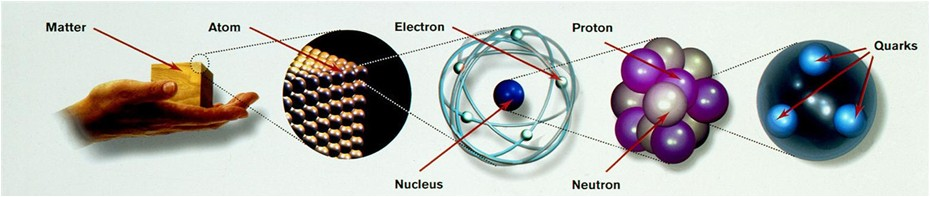 Matter
Atom
Electron
Proton
Quarks
Nucleus
Neutron